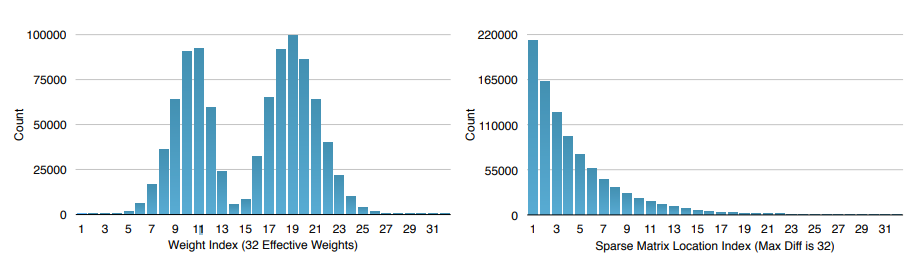 100000
75000
50000
25000
0
Count
1 3 5 7 9 11 13 15 17 19 21 23 25 27 29 31
Weight Index (32 Effective Weights)
220000
165000
110000
55000
0
Count
1 3 5 7 9 11 13 15 17 19 21 23 25 27 29 31
Sparse Matrix Location Index (Max Diff is 32)